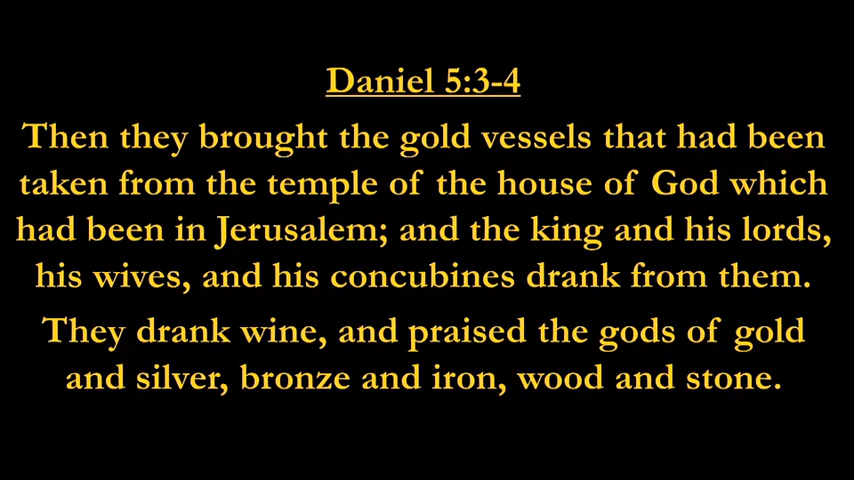 Daniel 5:3-4
Then they brought the gold vessels that had been
taken from the temple of the house of God which
had been in Jerusalem; and the king and his lords,
his wives, and his concubines drank from them.
They drank wine, and praised the gods of gold
and silver, bronze and iron, wood and stone.